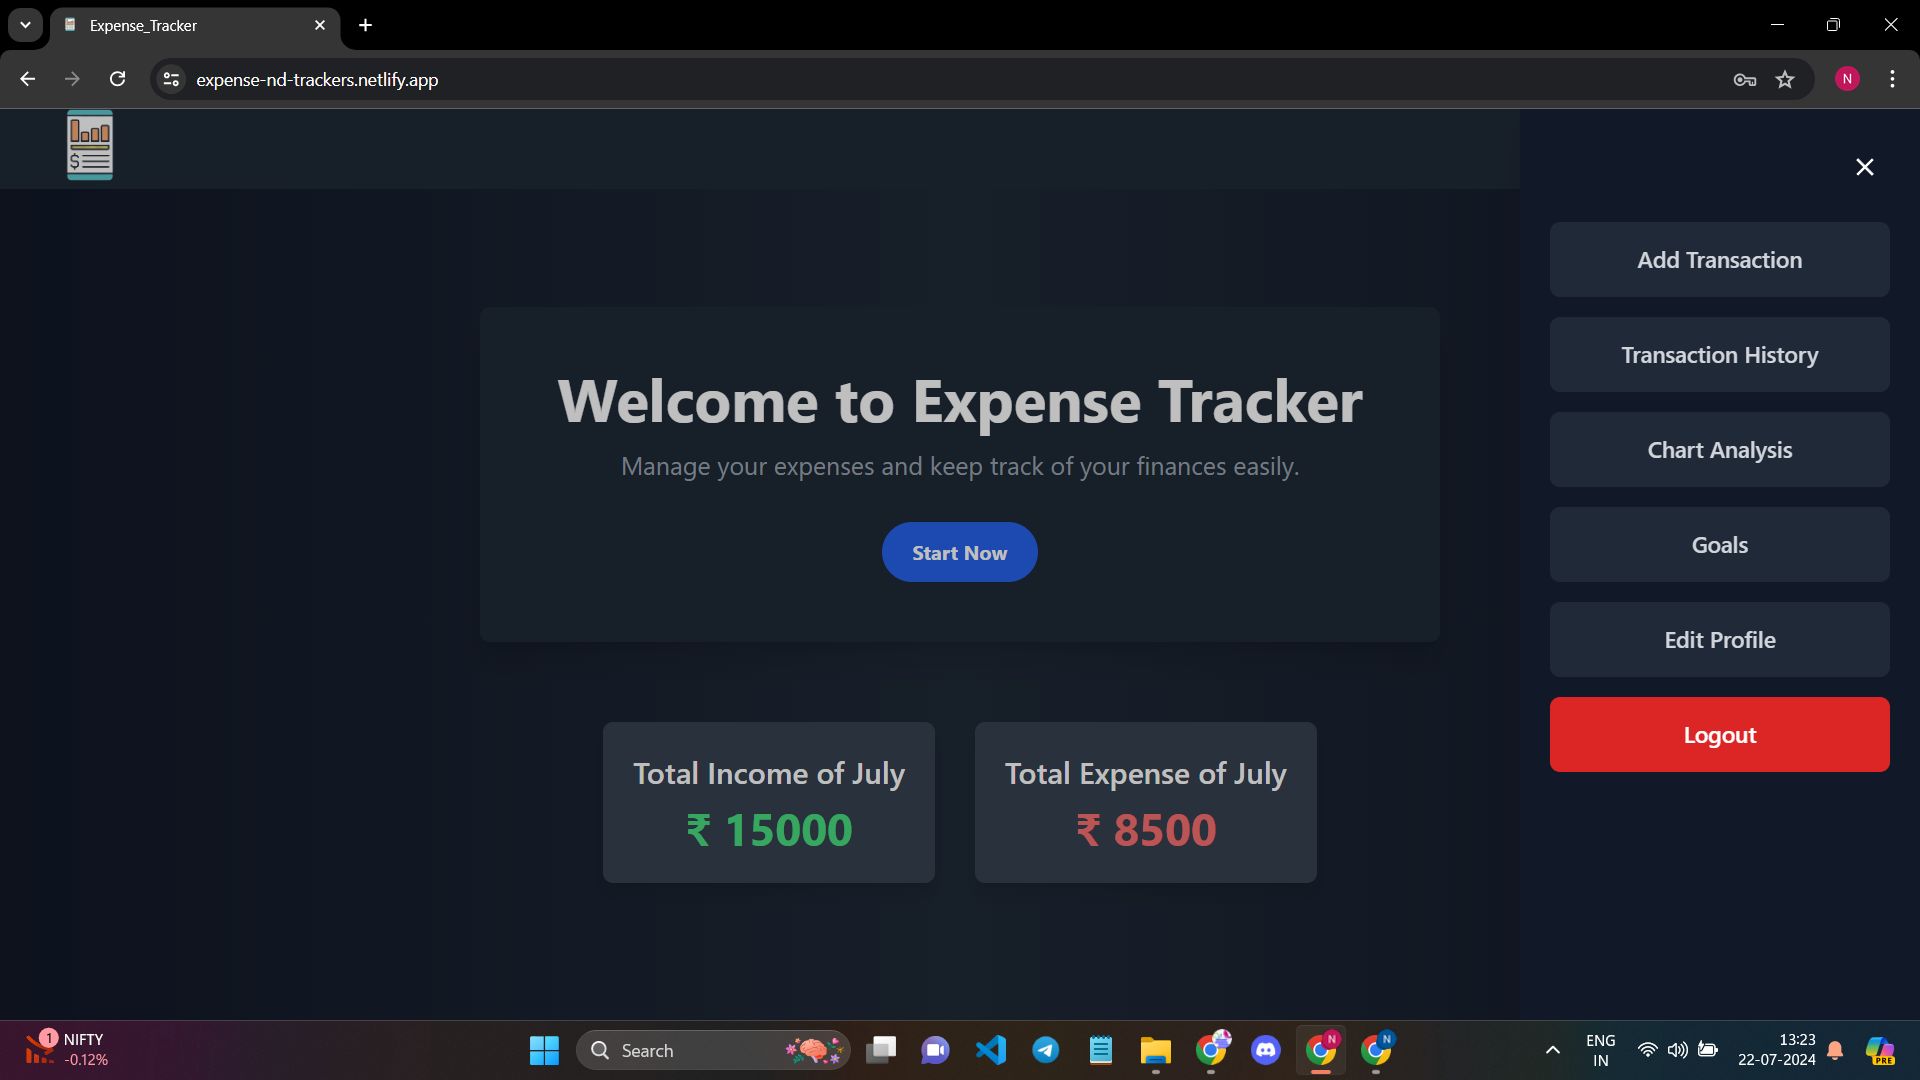 Expense_Tracker
expense-nd-trackers.netlify.app
N
$
Add Transaction
Transaction History
Chart Analysis
Goals
Edit Profile
Logout
Welcome to Expense Tracker
Manage your expenses and keep track of your finances easily.
Start Now
Total Income of July
₹ 15000
Total Expense of July
₹ 8500
1
NIFTY
-0.12%
Search
N
N
ENG
IN
13:23
22-07-2024
PRE